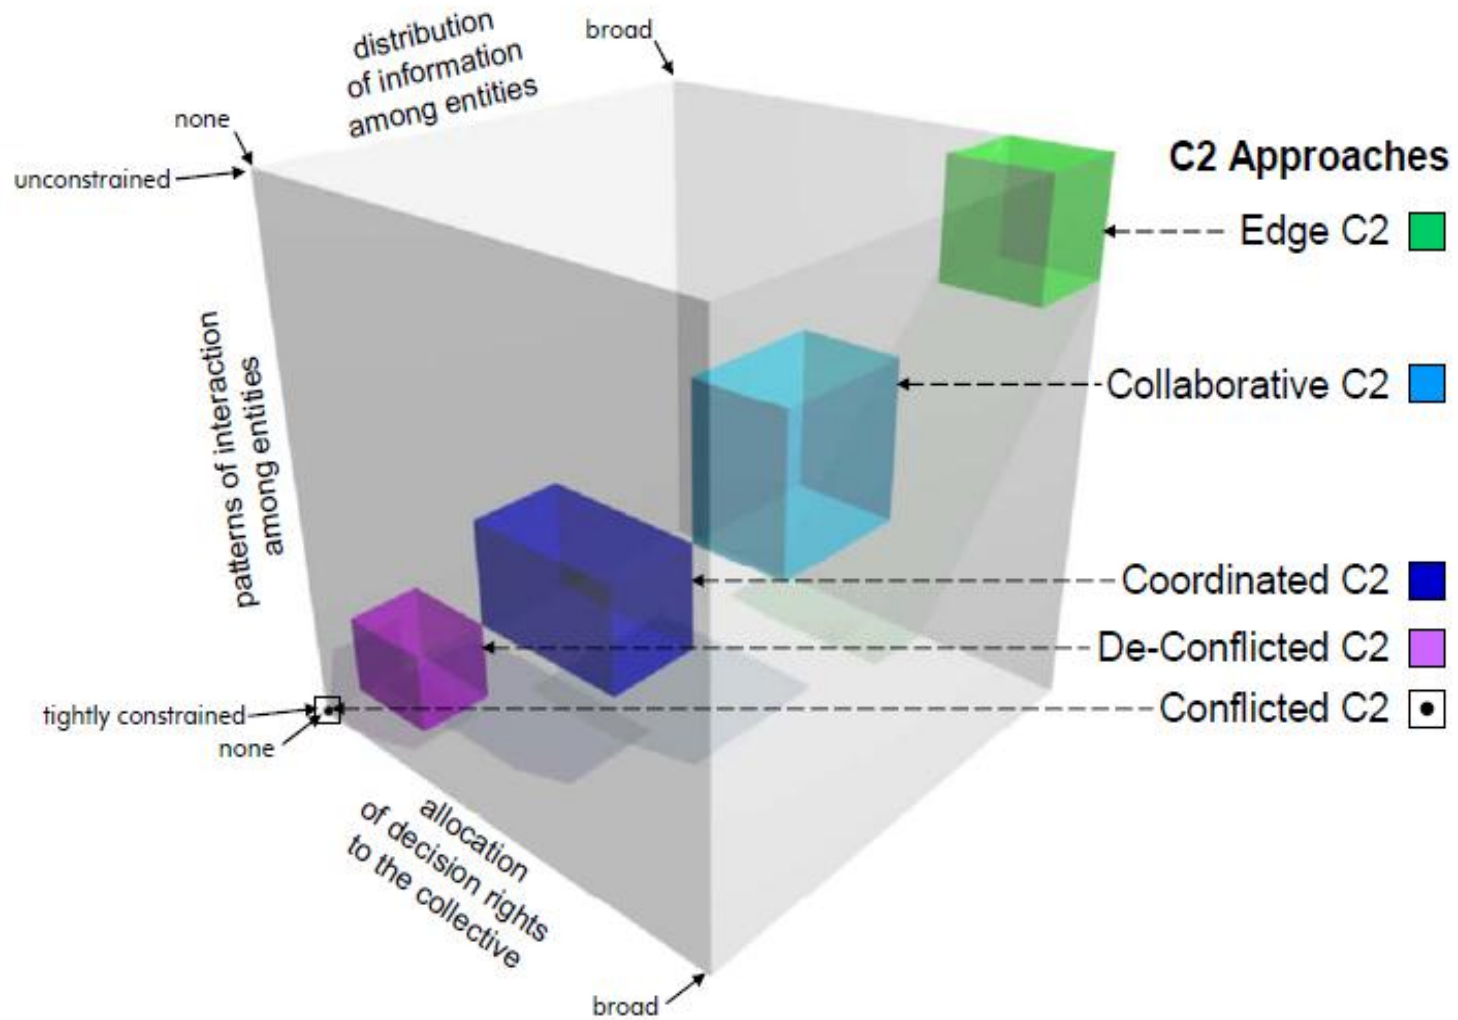 distribution
of information
among entities
broad
none
unconstrained
C2 Approaches
Edge C2
Collaborative C2
patterns of interaction
among entities
Coordinated C2
De-Conflicted C2
Conflicted C2
tightly constrained
none
allocation
of decision rights
to the collective
broad